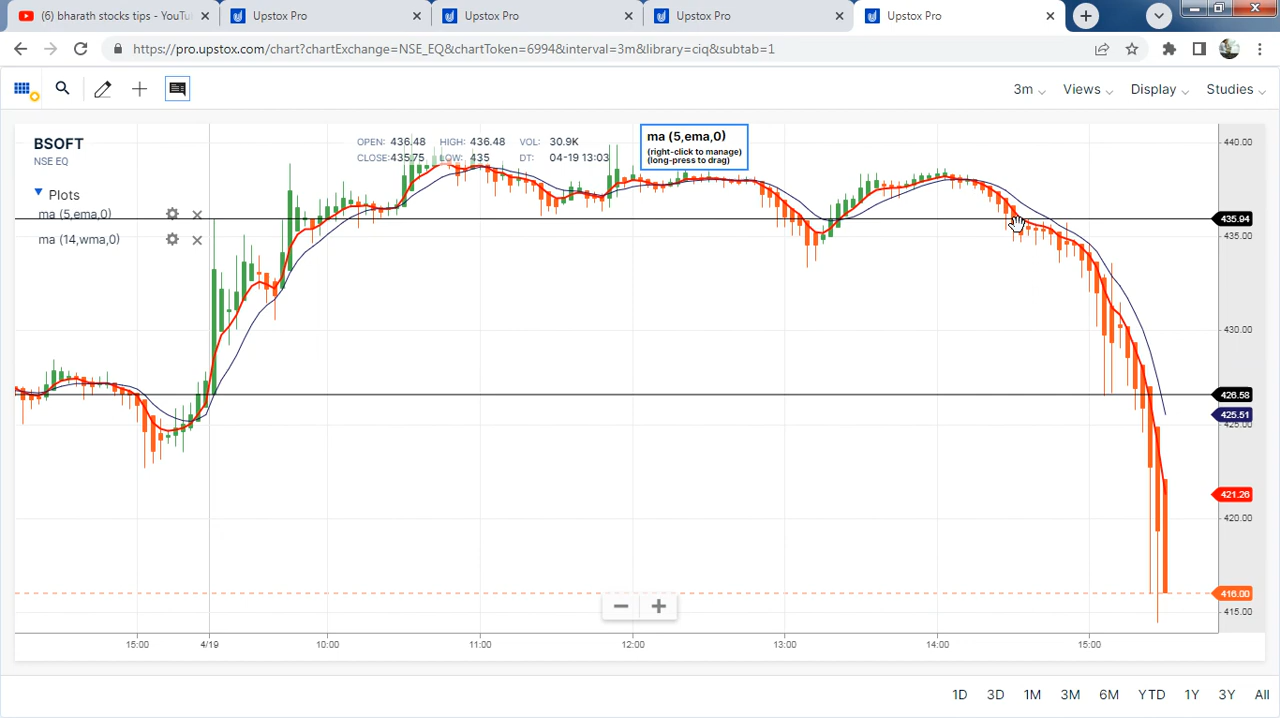 (6) bharath stocks tips - YouTu
Upstox Pro
Upstox Pro
Upstox Pro
Upstox Pro
https://pro.upstox.com/chart?chartExchange=NSE_EQ&chartToken=6994&interval=3m&library=ciq&subtab=1
3m Views Display Studies
BSOFT
NSE EQ
OPEN: 436.48 HIGH: 436.48 VOL: 30.9K
CLOSE: 435.75 LOW: 435 DT: 04-19 13:03
ma (5,ema,0)
(right-click to manage)
(long-press to drag)
Plots
ma (5,ema,0)
ma (14,wma,0)
440.00
435.94
435.00
430.00
426.58
425.51
425.00
421.26
420.00
416.00
415.00
15:00 4/19 10:00 11:00 12:00 13:00 14:00 15:00
1D 3D 1M 3M 6M YTD 1Y 3Y All